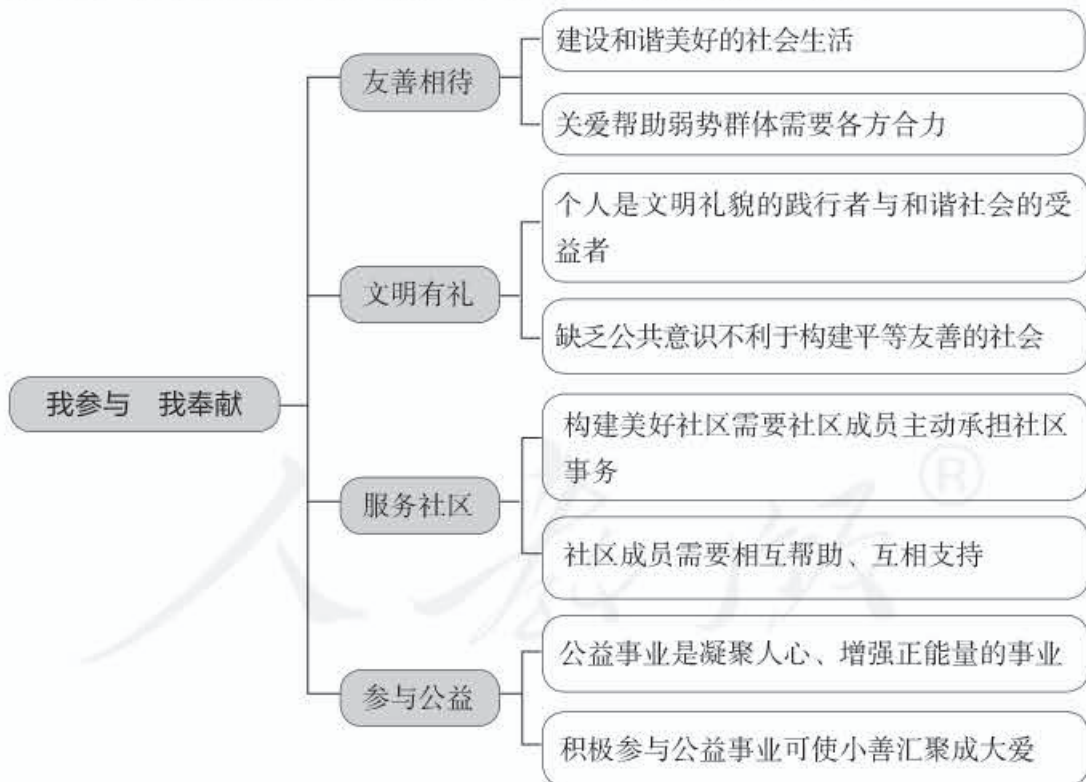 我参与 我奉献
友善相待
建设和谐美好的社会生活
关爱帮助弱势群体需要各方合力
文明有礼
个人是文明礼貌的践行者与和谐社会的受
益者
缺乏公共意识不利于构建平等友善的社会
服务社区
构建美好社区需要社区成员主动承担社区
事务
社区成员需要相互帮助、互相支持
参与公益
公益事业是凝聚人心、增强正能量的事业
积极参与公益事业可使小善汇聚成大爱
人教版®